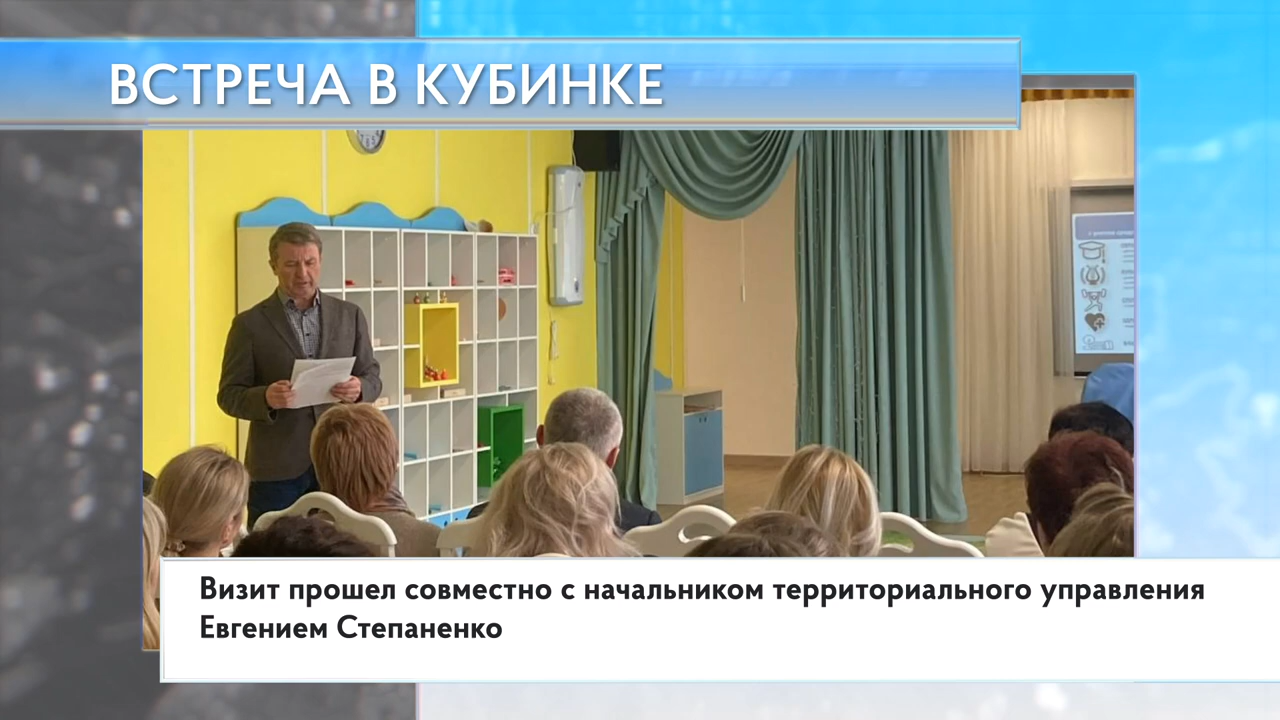 ВСТРЕЧА В КУБИНКЕ
Визит прошел совместно с начальником территориального управления
Евгением Степаненко